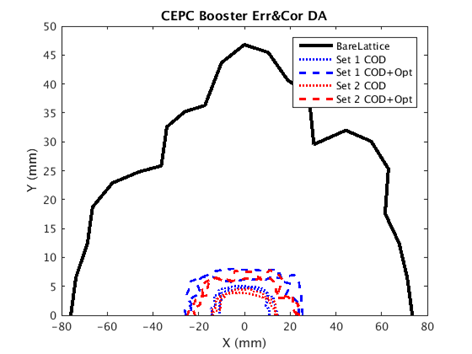 CEPC Booster Err&Cor DA
BareLattice
Set 1 COD
Set 1 COD+Opt
Set 2 COD
Set 2 COD+Opt
50
45
40
35
30
25
20
15
10
5
0
Y (mm)
-80 -60 -40 -20 0 20 40 60 80
X (mm)